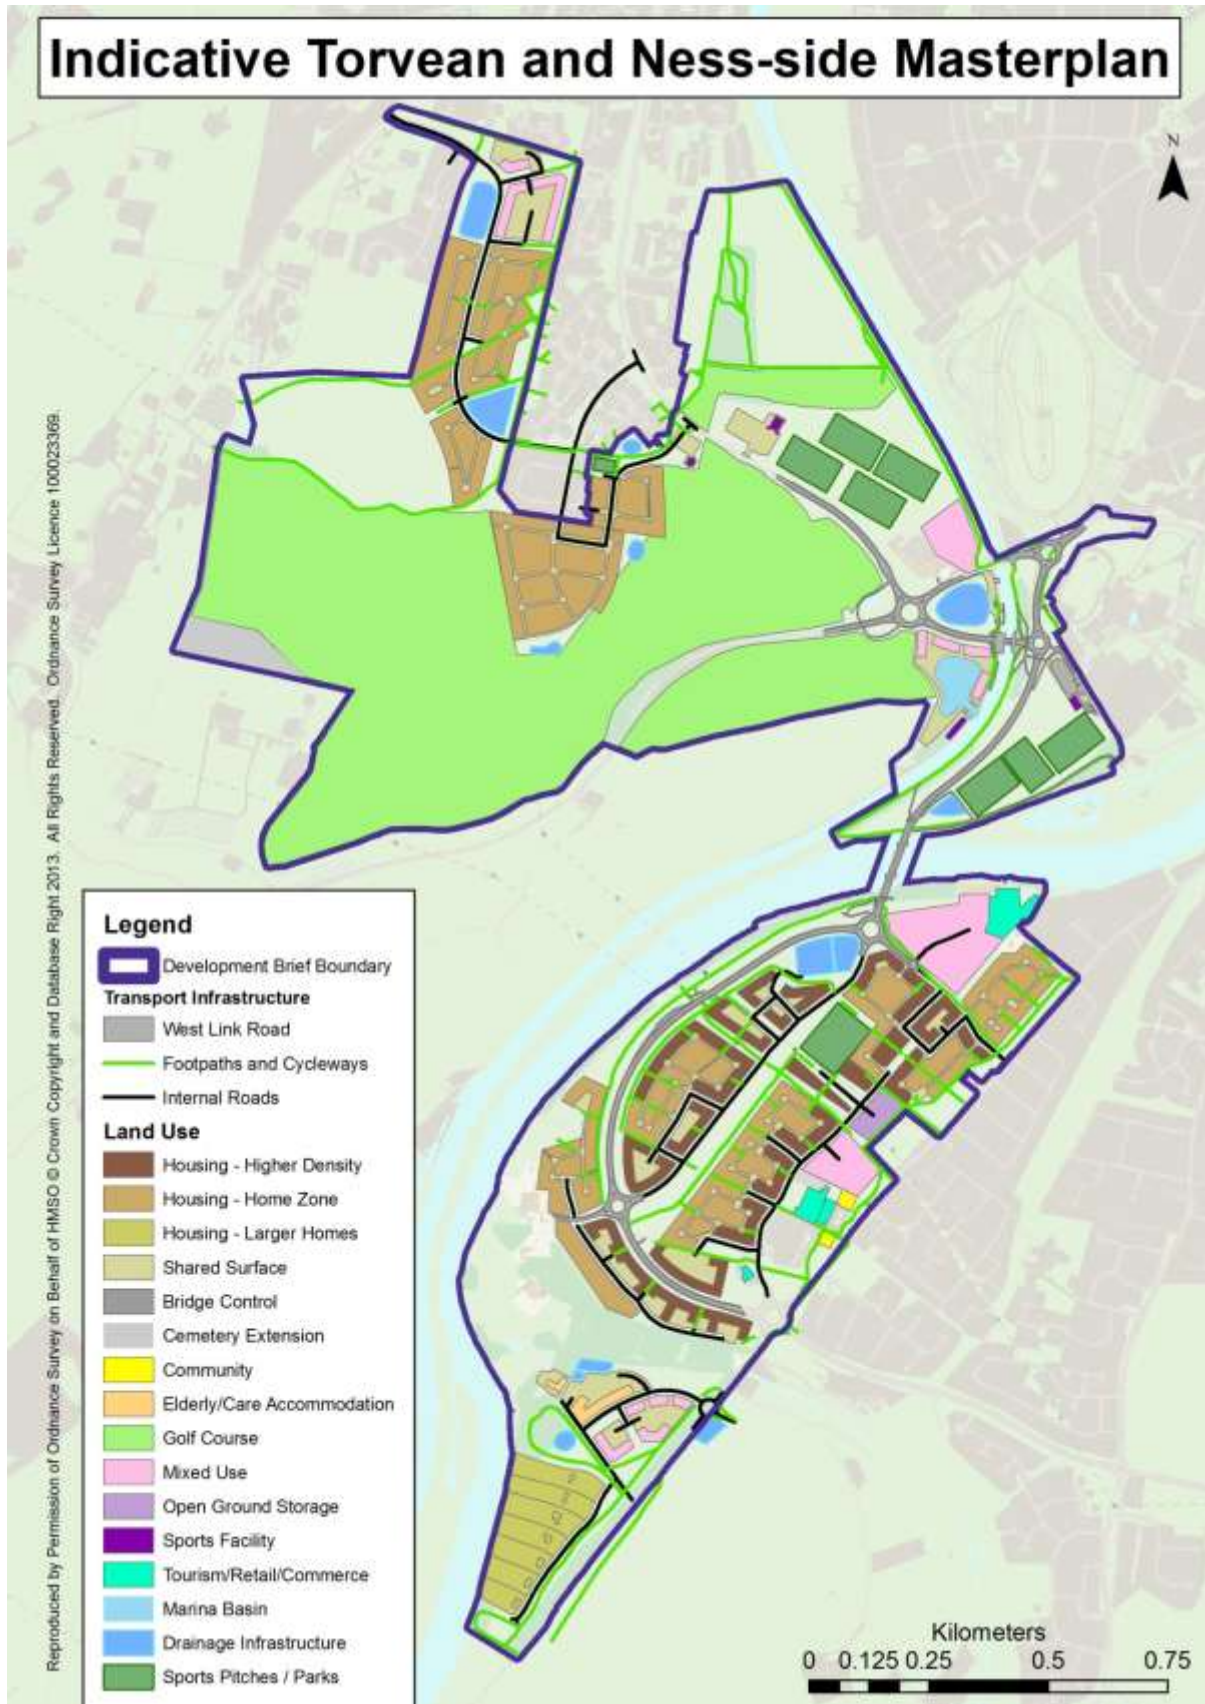 Indicative Torvean and Ness-side Masterplan
N
Reproduced by Permission of Ordnance Survey on Behalf of HMSO © Crown Copyright and Database Right 2013. All Rights Reserved. Ordnance Survey Licence 100023369.
Legend
Development Brief Boundary
Transport Infrastructure
West Link Road
Footpaths and Cycleways
Internal Roads
Land Use
Housing - Higher Density
Housing - Home Zone
Housing - Larger Homes
Shared Surface
Bridge Control
Cemetery Extension
Community
Elderly/Care Accommodation
Golf Course
Mixed Use
Open Ground Storage
Sports Facility
Tourism/Retail/Commerce
Marina Basin
Drainage Infrastructure
Sports Pitches / Parks
Kilometers
0 0.125 0.25 0.5 0.75